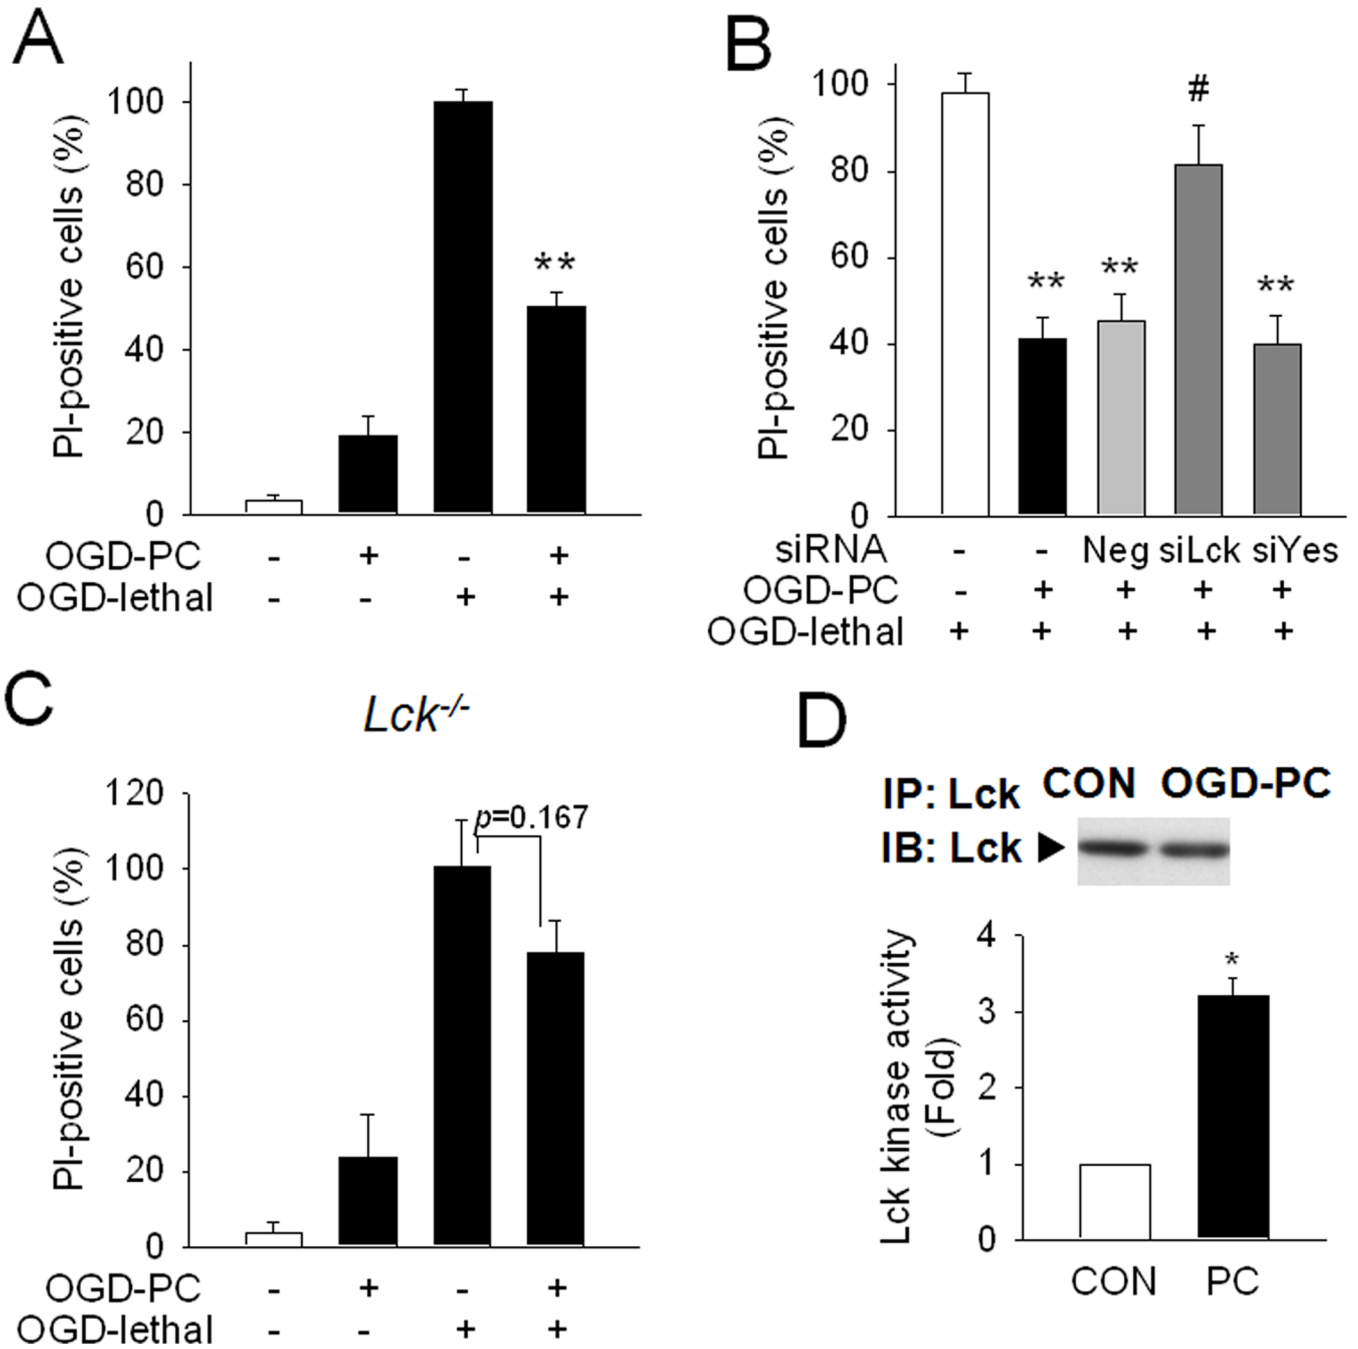 A
PI-positive cells (%)
100
80
60
40
20
0
**
OGD-PC - + - +
OGD-lethal - - + +
B
PI-positive cells (%)
100
80
60
40
20
0
** ** # **
siRNA - - Neg siLck siYes
OGD-PC - + + + +
OGD-lethal + + + + +
C
Lck-/-
PI-positive cells (%)
120
100
80
60
40
20
0
p=0.167
OGD-PC - + - +
OGD-lethal - - + +
D
IP: Lck CON OGD-PC
IB: Lck
Lck kinase activity
(Fold)
4
3
2
1
0
*
CON PC